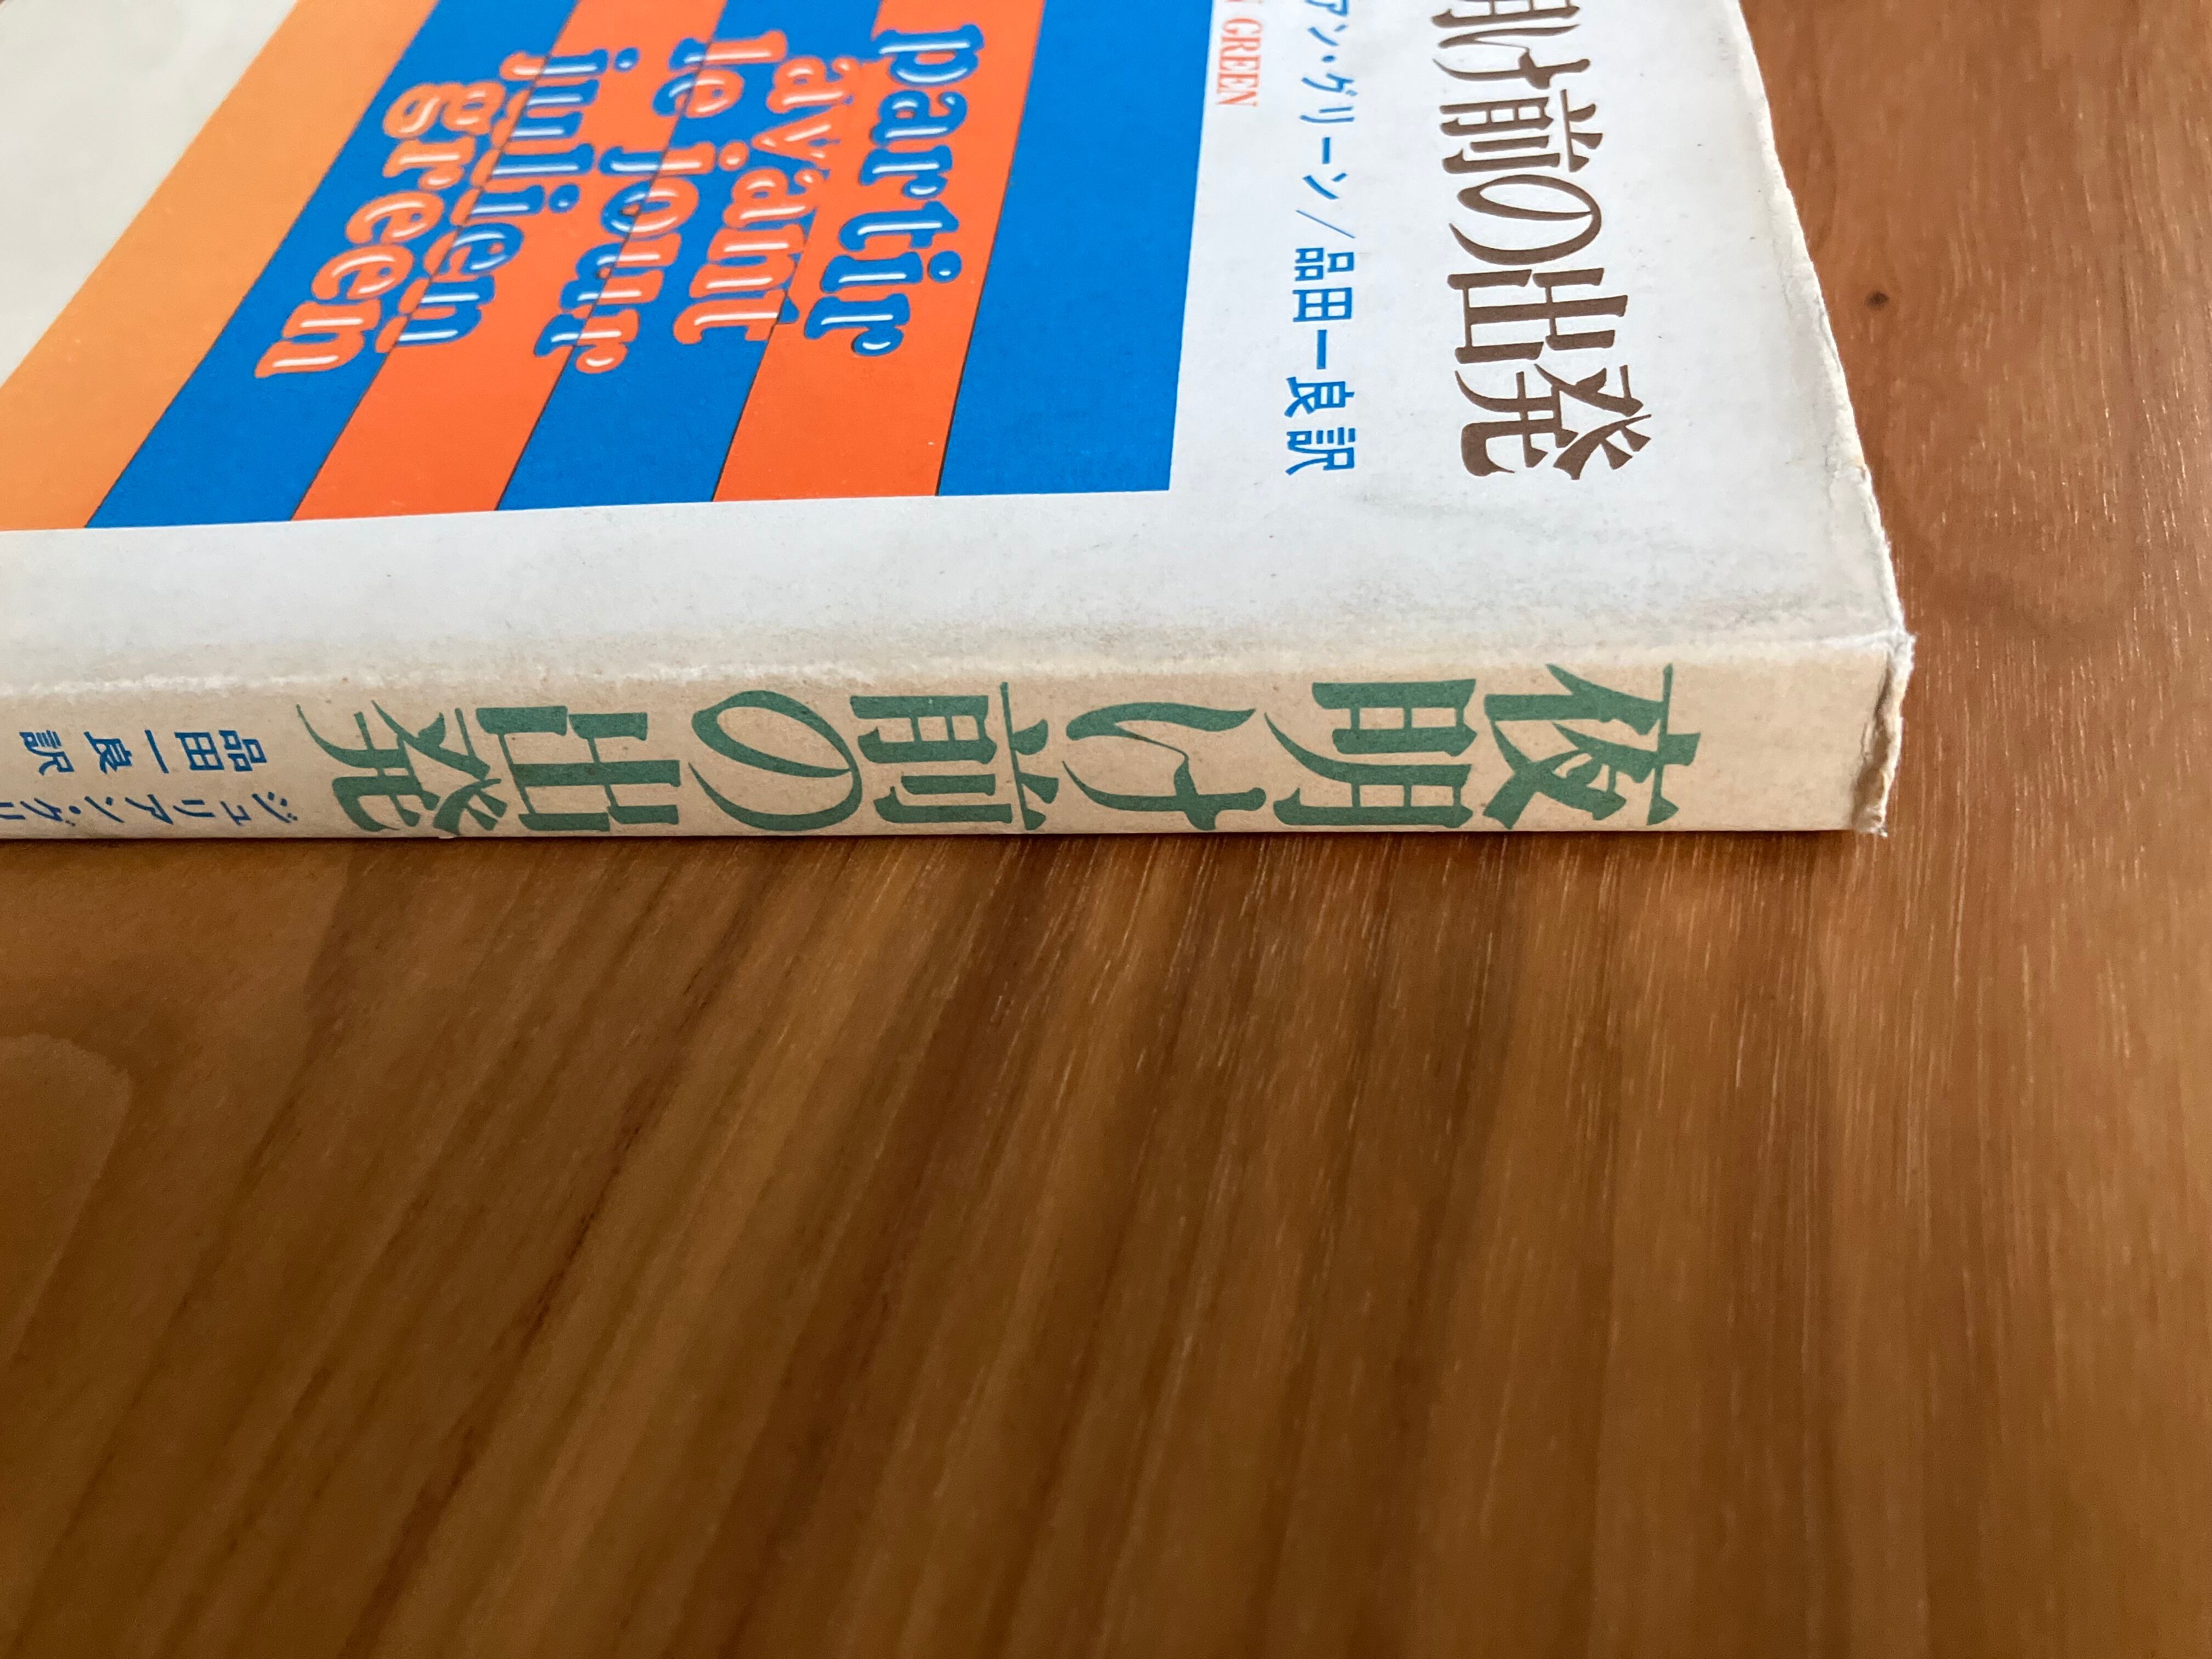 明け前の出発
アン・グリーン/品田一良訳
GREEN
partir
avant
le jour
julien
green
夜明け前の出発
ジュリアン・グリ
品田一良訳